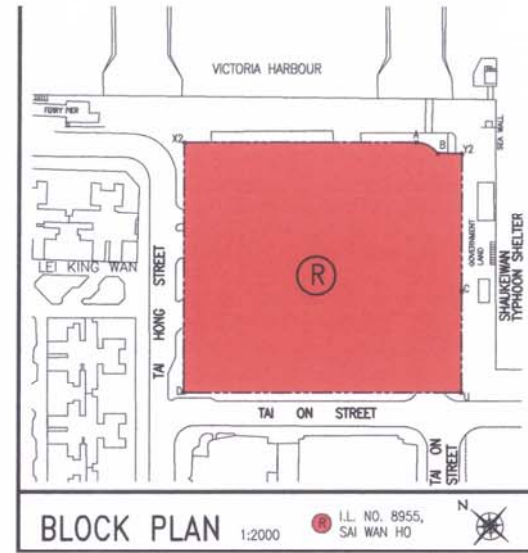 VICTORIA HARBOUR
FERRY PIER
X2
A
B
Y2
SEA WALL
LEI KING WAN
TAI HONG STREET
R
GOVERNMENT
LAND
SHAUKEIWAN
TYPHOON SHELTER
D
U
TAI ON STREET
TAI ON
STREET
BLOCK PLAN 1:2000
R I.L. NO. 8955,
SAI WAN HO
N